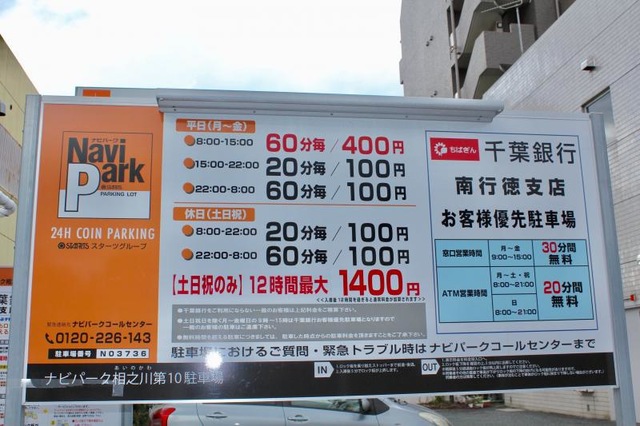 ナビパーク
Navi
Park
PARKING LOT
24H COIN PARKING
STARTS スターツグループ
緊急連絡先 ナビパークコールセンター
0120-226-143
駐車場番号 N03736
平日(月〜金)
8:00-15:00 60分毎/400円
15:00-22:00 20分毎/100円
22:00-8:00 60分毎/100円
休日(土日祝)
8:00-22:00 20分毎/100円
22:00-8:00 60分毎/100円
【土日祝のみ】12時間最大 1400円
ちばぎん 千葉銀行
南行徳支店
お客様優先駐車場
窓口営業時間 月〜金 9:00〜15:00 30分間 無料
ATM営業時間 月〜土・祝 8:00〜21:00 20分間 無料
日 8:00〜21:00
駐車場におけるご質問・緊急トラブル時はナビパークコールセンターまで
あいのかわ
ナビパーク相之川第10駐車場
IN
OUT